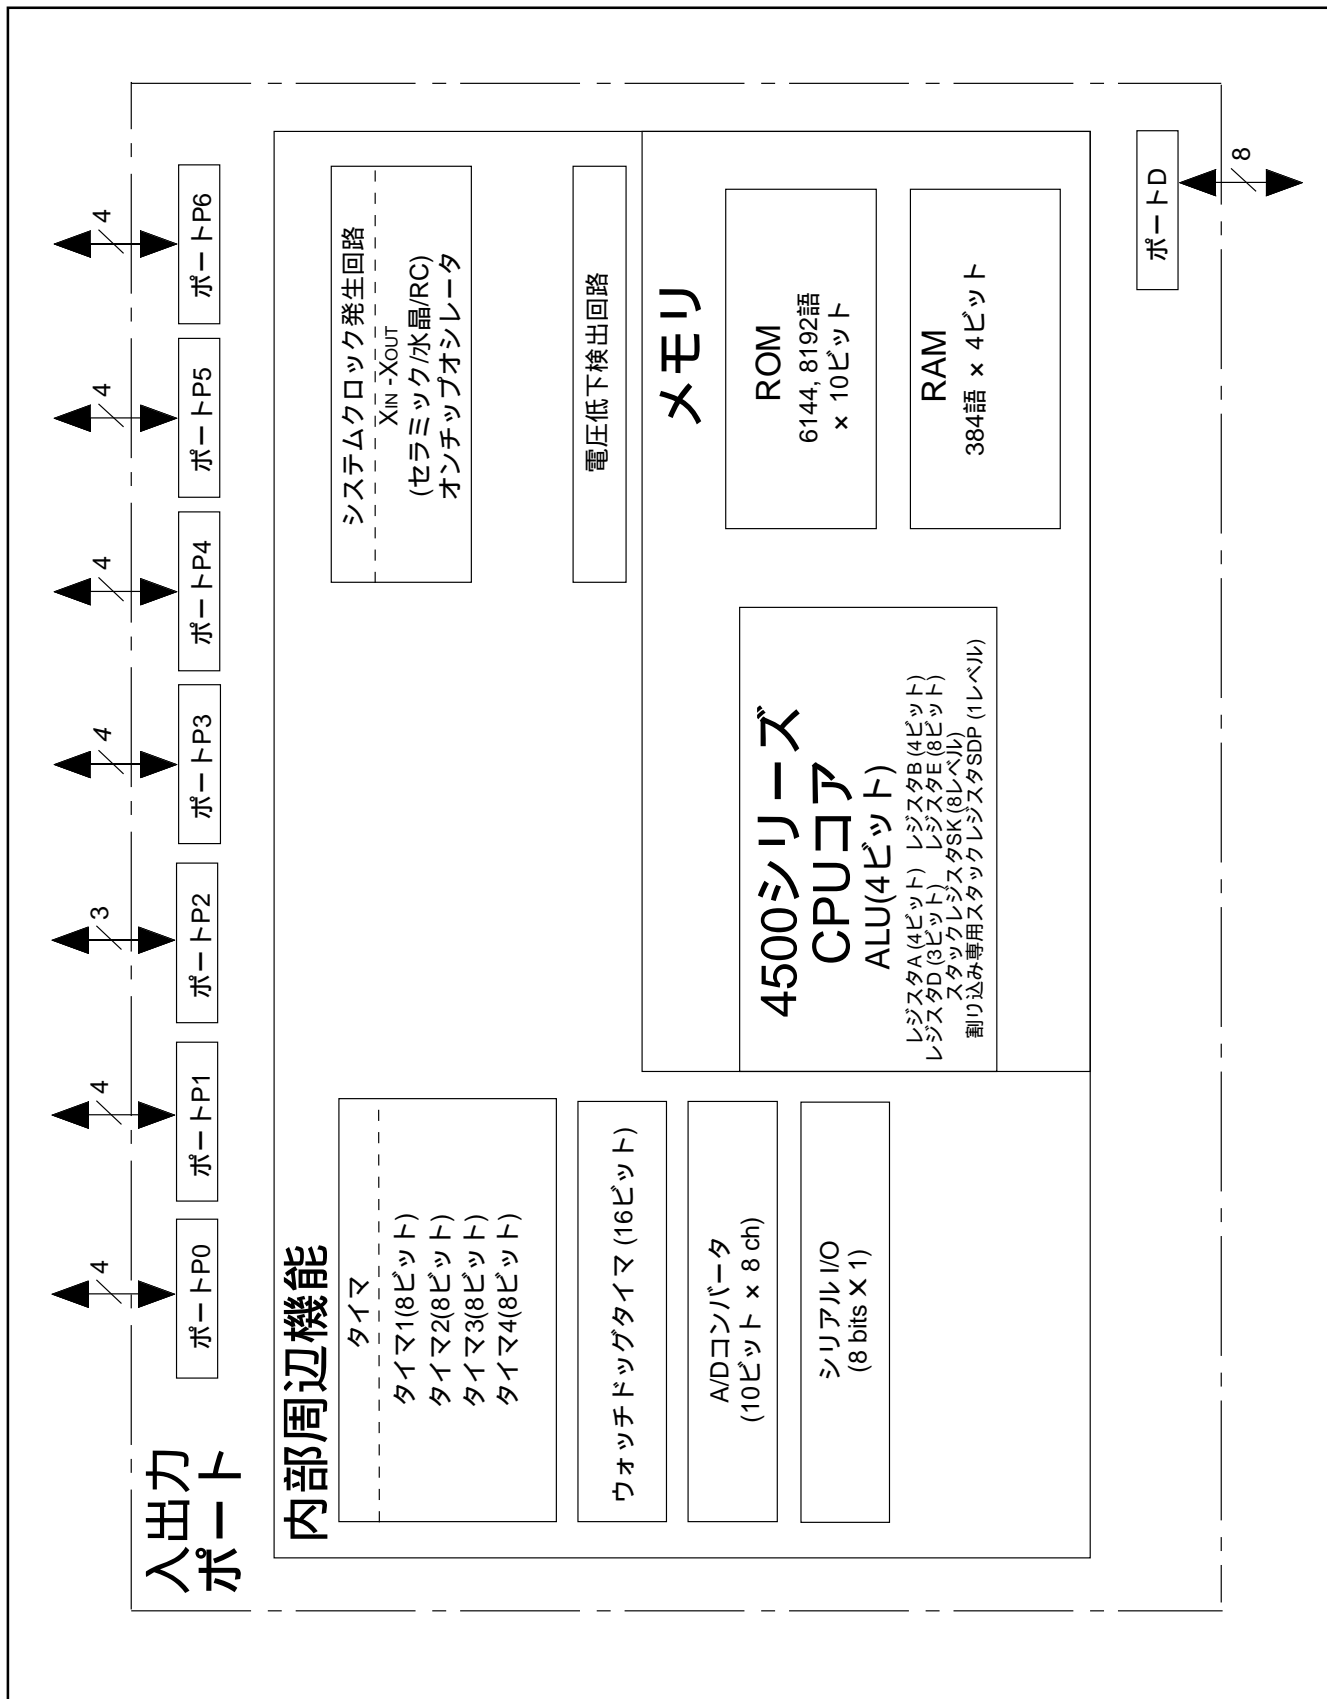 入出力
ポート
4
ポートP0
4
ポートP1
3
ポートP2
4
ポートP3
4
ポートP4
4
ポートP5
4
ポートP6
内部周辺機能
タイマ
タイマ1(8ビット)
タイマ2(8ビット)
タイマ3(8ビット)
タイマ4(8ビット)
ウォッチドッグタイマ (16ビット)
A/Dコンバータ
(10ビット × 8 ch)
シリアル I/O
(8 bits X 1)
システムクロック発生回路
XIN -XOUT
(セラミック/水晶/RC)
オンチップオシレータ
電圧低下検出回路
4500シリーズ
CPUコア
ALU(4ビット)
レジスタA (4ビット) レジスタB (4ビット)
レジスタD (3ビット) レジスタE (8ビット)
スタックレジスタSK (8レベル)
割り込み専用スタックレジスタSDP (1レベル)
メモリ
ROM
6144, 8192語
× 10ビット
RAM
384語 × 4ビット
ポートD
8